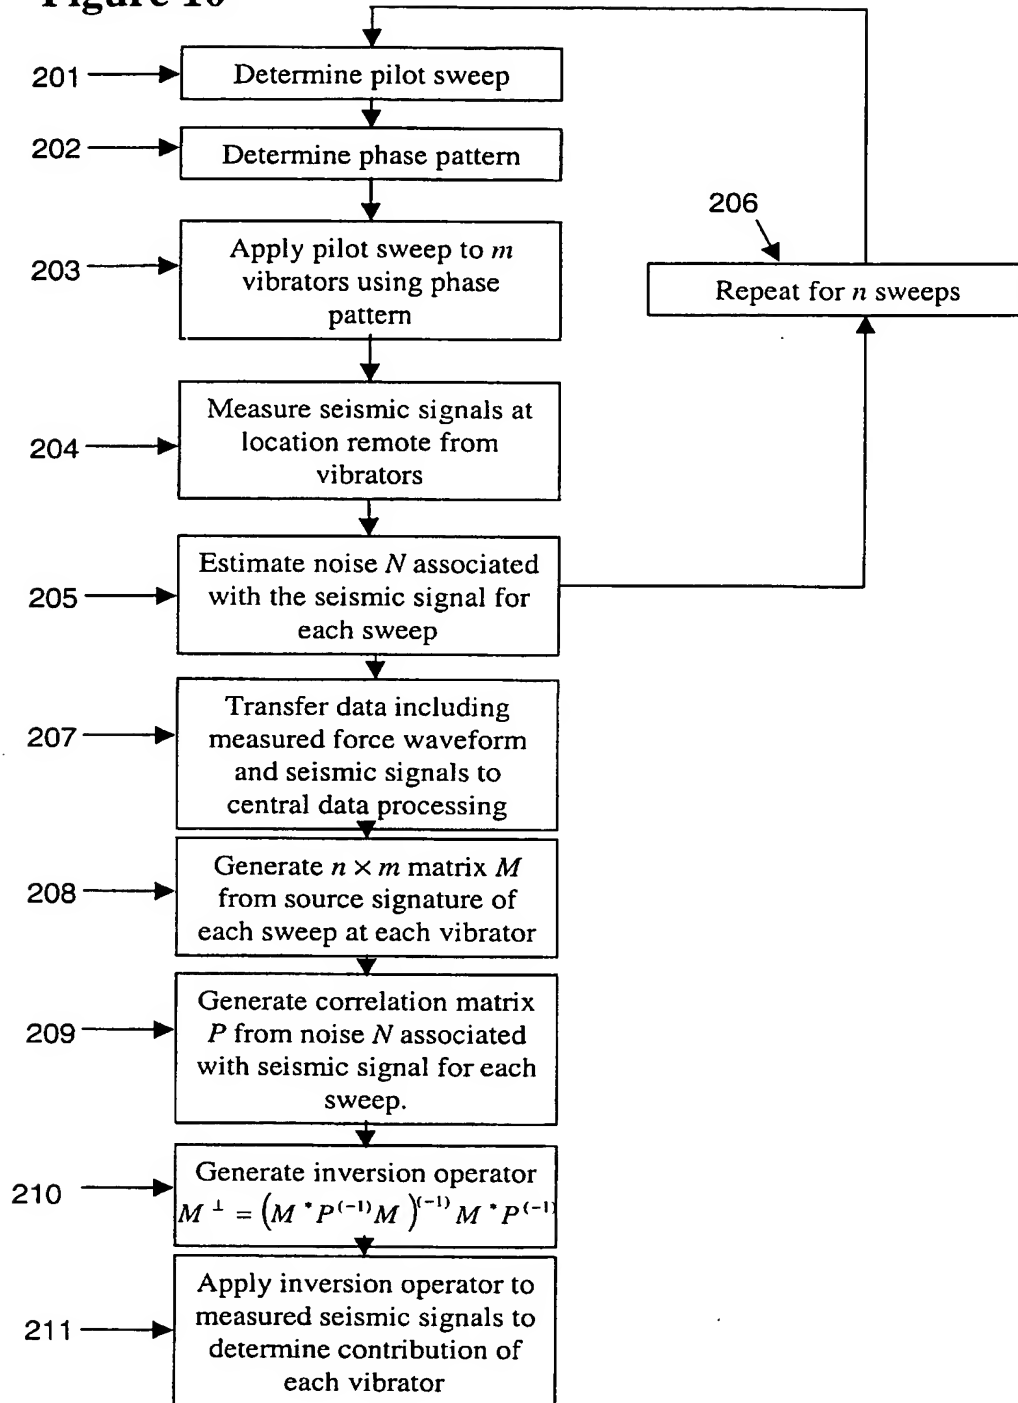 Figure 10
201
Determine pilot sweep
202
Determine phase pattern
206
203
Apply pilot sweep to m
vibrators using phase
pattern
Repeat for n sweeps
204
Measure seismic signals at
location remote from
vibrators
205
Estimate noise N associated
with the seismic signal for
each sweep
207
Transfer data including
measured force waveform
and seismic signals to
central data processing
208
Generate n × m matrix M
from source signature of
each sweep at each vibrator
209
Generate correlation matrix
P from noise N associated
with seismic signal for each
sweep.
210
Generate inversion operator
M⊥ = (M*P(-1)M)(-1) M*P(-1)
211
Apply inversion operator to
measured seismic signals to
determine contribution of
each vibrator